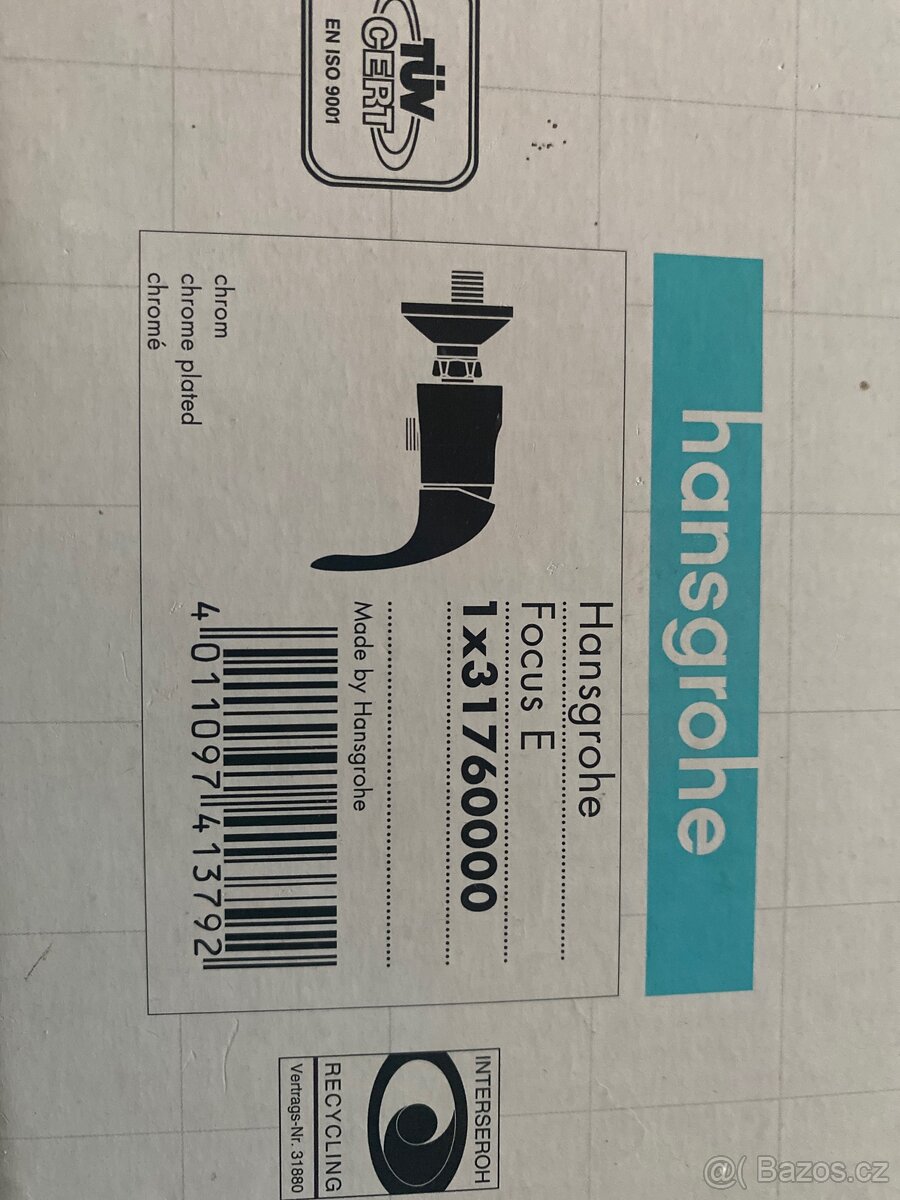 TÜV
CERT
EN ISO 9001
hansgrohe
Hansgrohe
Focus E
1x31760000
Made by Hansgrohe
chrom
chrome plated
chromé
4 011097 413792
INTERSEROH
RECYCLING
Vertrags-Nr. 31880
@( Bazos.cz